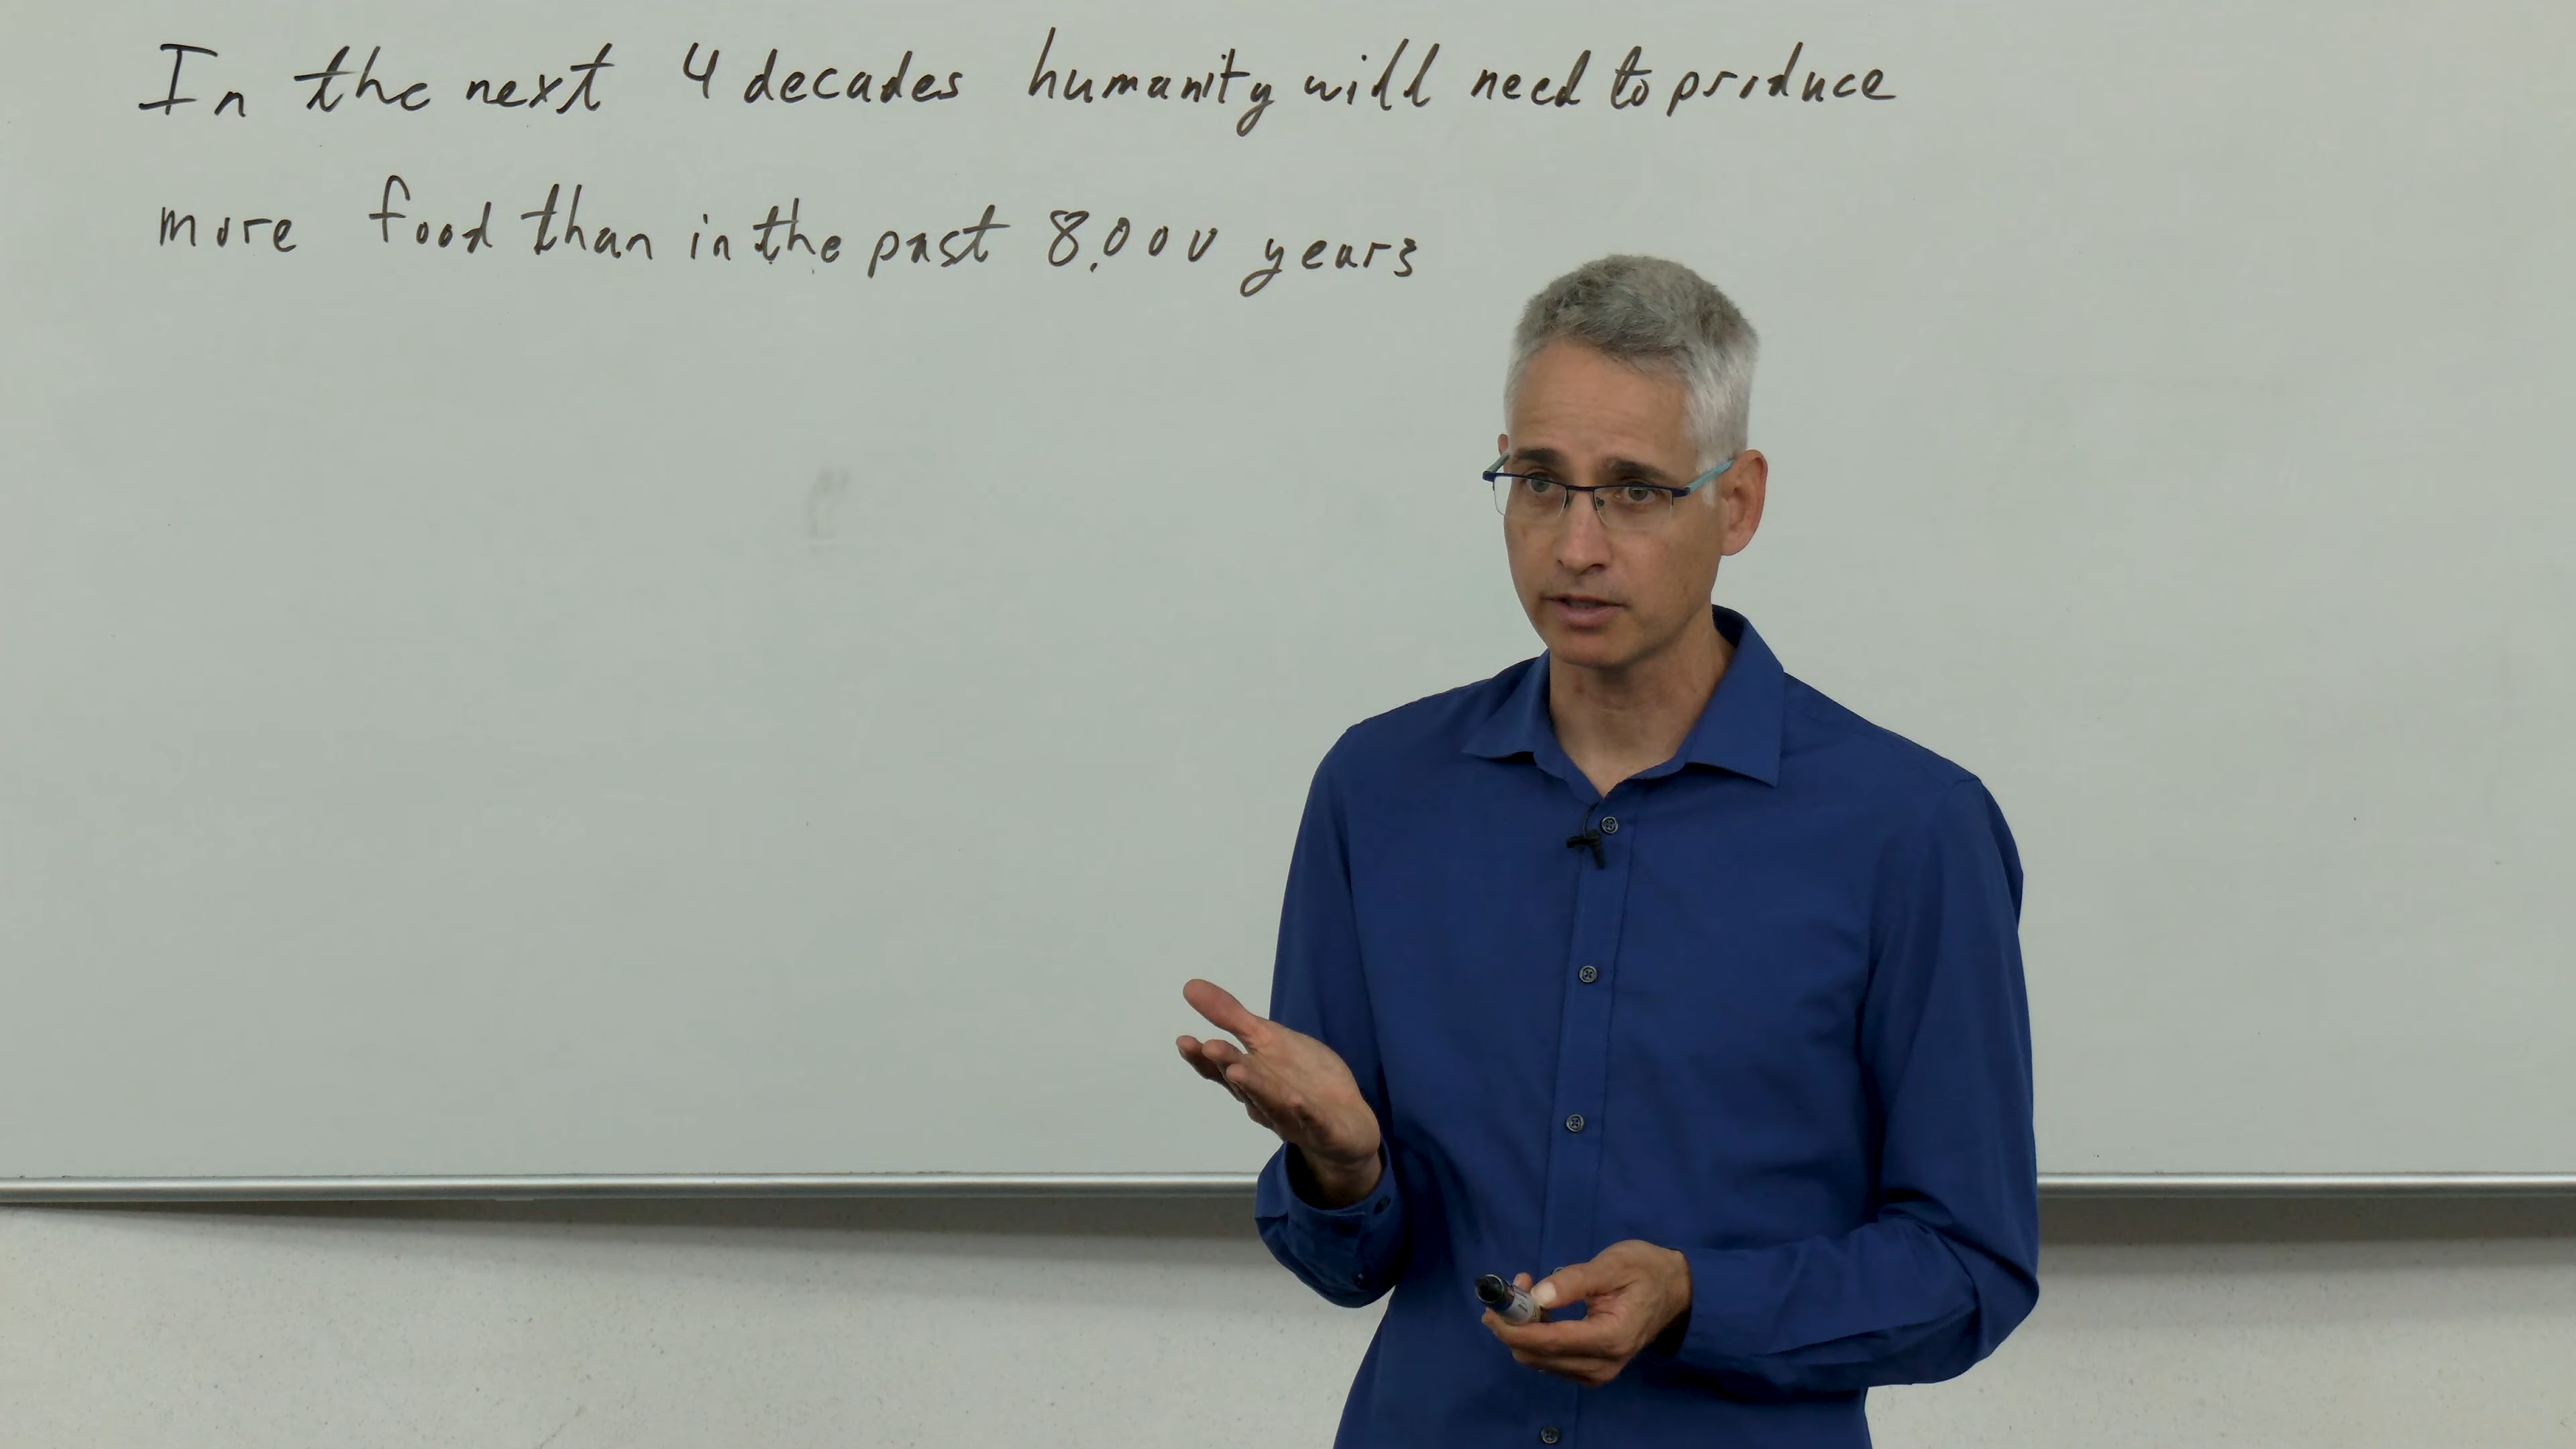 In the next 4 decades humanity will need to produce
more food than in the past 8,000 years